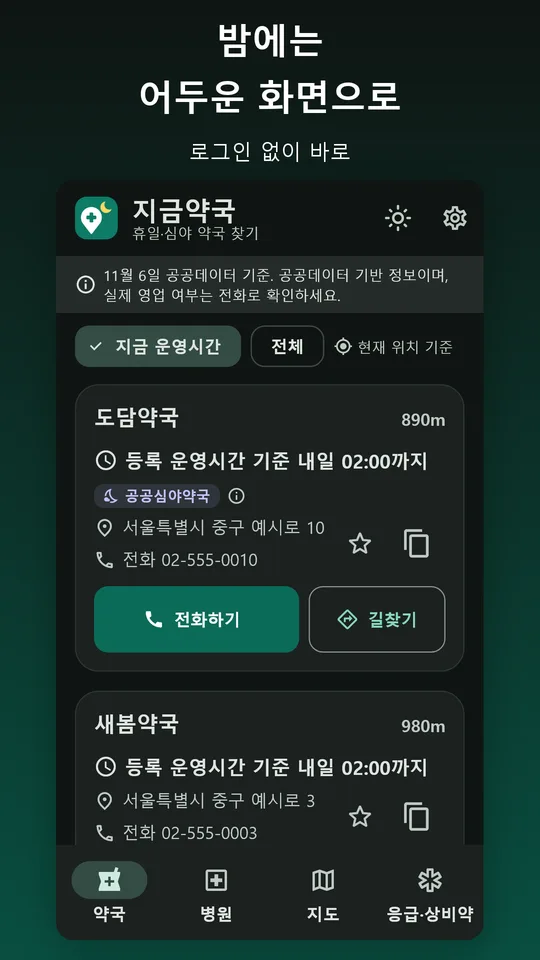 밤에는
어두운 화면으로
로그인 없이 바로
지금약국
휴일·심야 약국 찾기
11월 6일 공공데이터 기준. 공공데이터 기반 정보이며,
실제 영업 여부는 전화로 확인하세요.
지금 운영시간 전체 현재 위치 기준
도담약국 890m
등록 운영시간 기준 내일 02:00까지
공공심야약국
서울특별시 중구 예시로 10
전화 02-555-0010
전화하기 길찾기
새봄약국 980m
등록 운영시간 기준 내일 02:00까지
서울특별시 중구 예시로 3
전화 02-555-0003
약국 병원 지도 응급·상비약